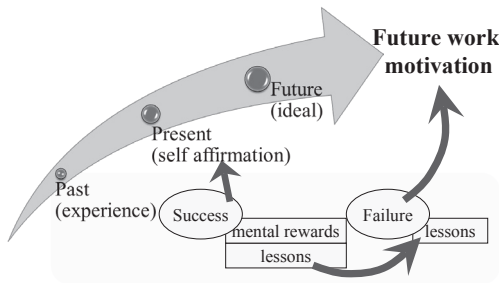 Future work
motivation
Future
(ideal)
Present
(self affirmation)
Past
(experience)
Success
mental rewards
lessons
Failure
lessons